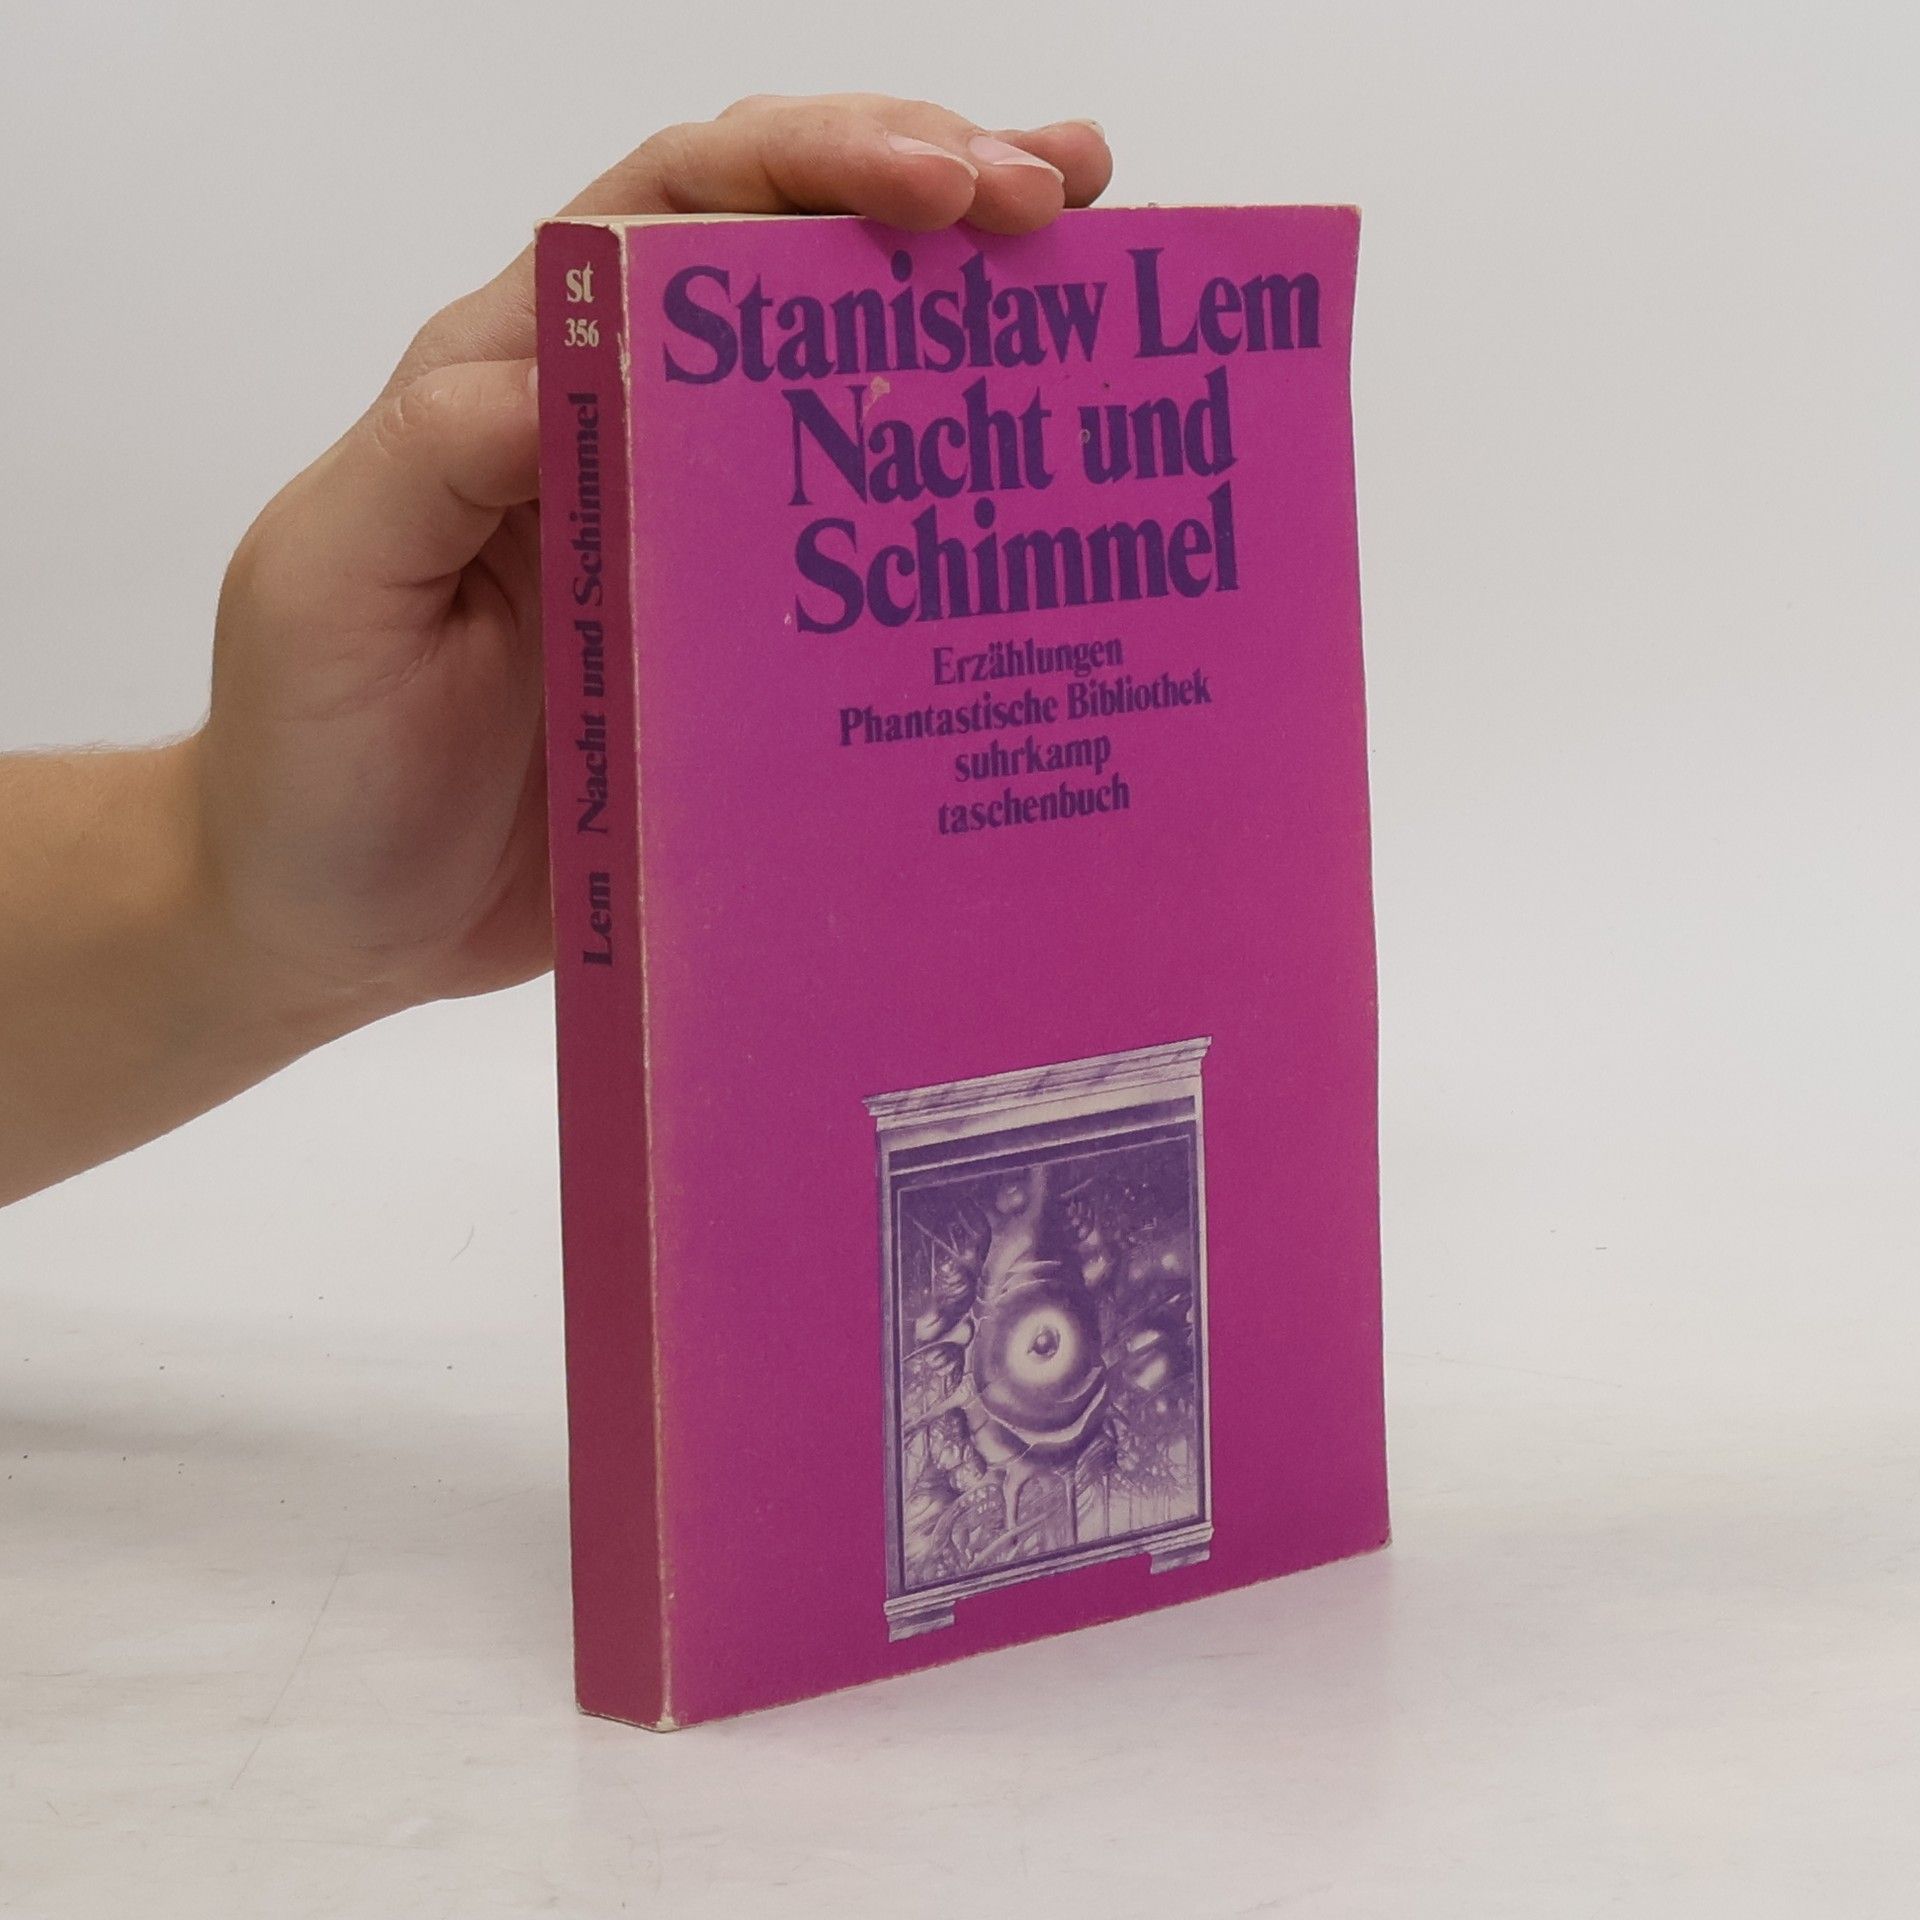 st
356
Lem Nacht und Schimmel
Stanisław Lem
Nacht und
Schimmel
Erzählungen
Phantastische Bibliothek
suhrkamp
taschenbuch